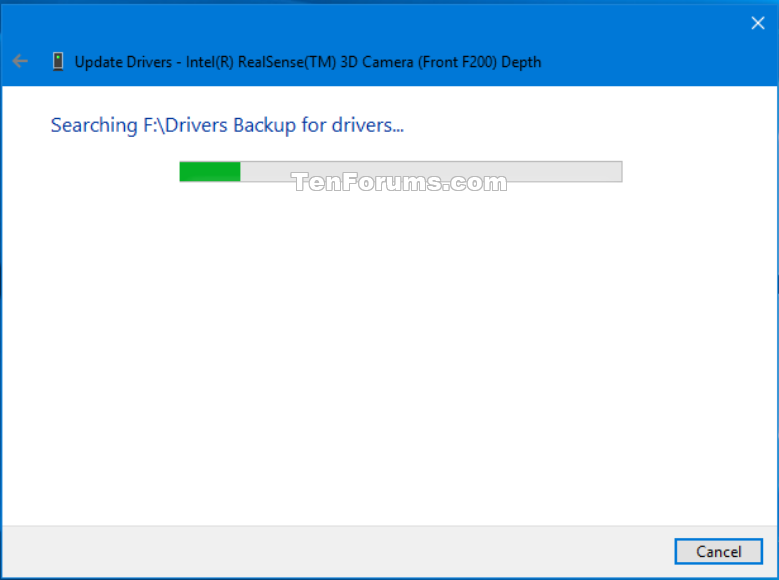 Update Drivers - Intel(R) RealSense(TM) 3D Camera (Front F200) Depth
Searching F:\Drivers Backup for drivers...
TenForums.com
Cancel